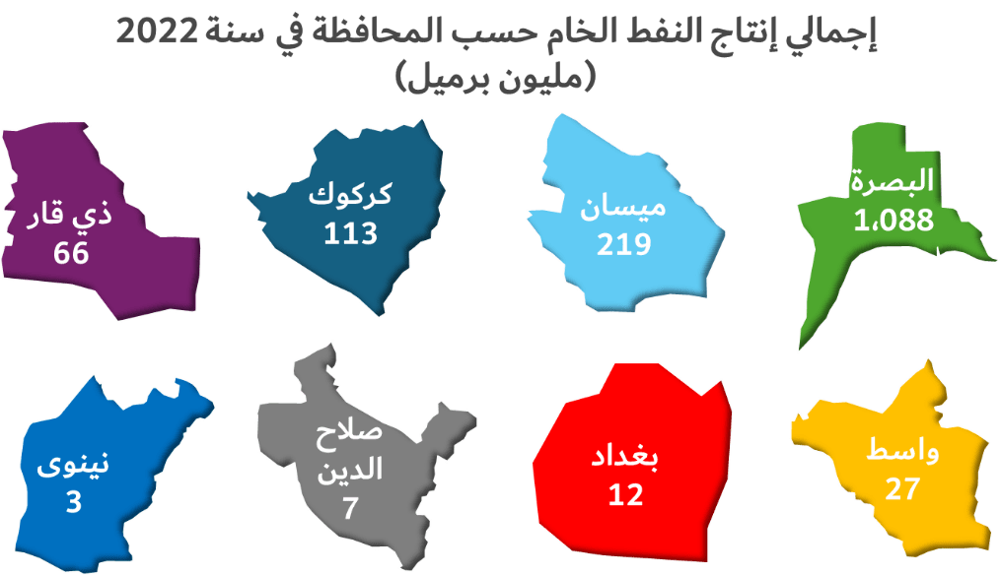 إجمالي إنتاج النفط الخام حسب المحافظة في سنة 2022
(مليون برميل)
البصرة
1،088
ميسان
219
كركوك
113
ذي قار
66
واسط
27
بغداد
12
صلاح
الدين
7
نينوى
3